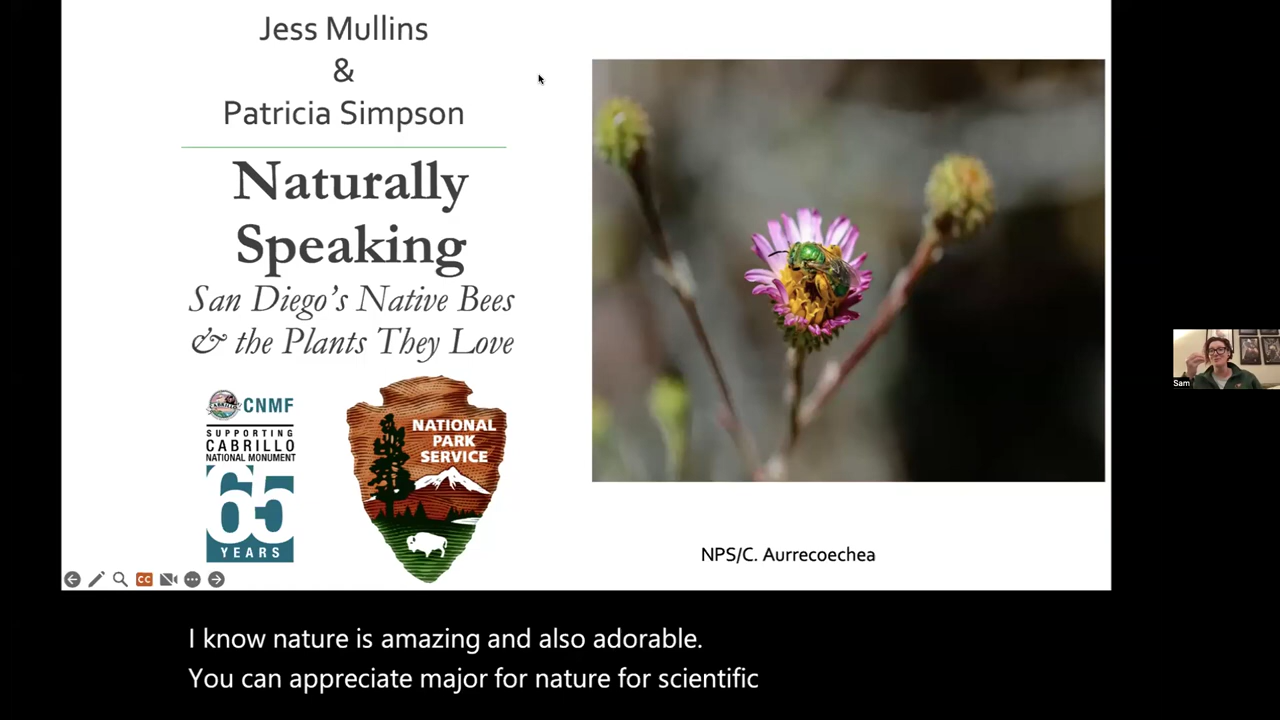 Jess Mullins
&
Patricia Simpson
Naturally
Speaking
San Diego's Native Bees
& the Plants They Love
CNMF
SUPPORTING
CABRILLO
NATIONAL MONUMENT
65
YEARS
NATIONAL
PARK
SERVICE
NPS/C. Aurrecoechea
CC
Sam
I know nature is amazing and also adorable.
You can appreciate major for nature for scientific